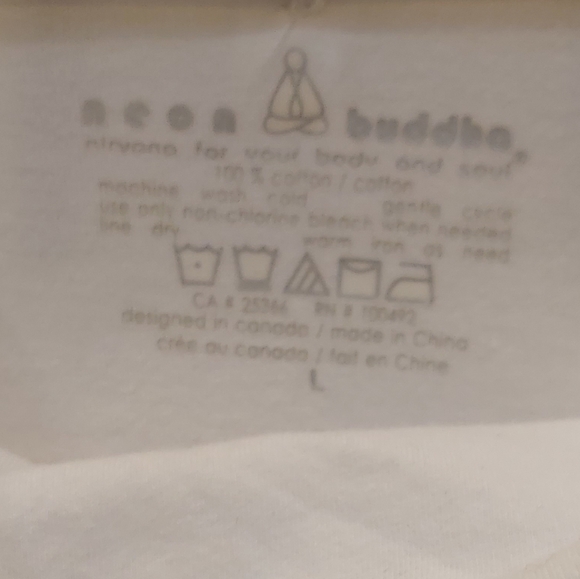 neon buddha
nirvana for your body and soul®
100 % cotton / cotton
machine wash cold gentle cycle
use only non-chlorine bleach when needed
line dry warm iron as need
CA # 25366 RN # 100492
designed in canada / made in China
crée au canada / fait en Chine
L